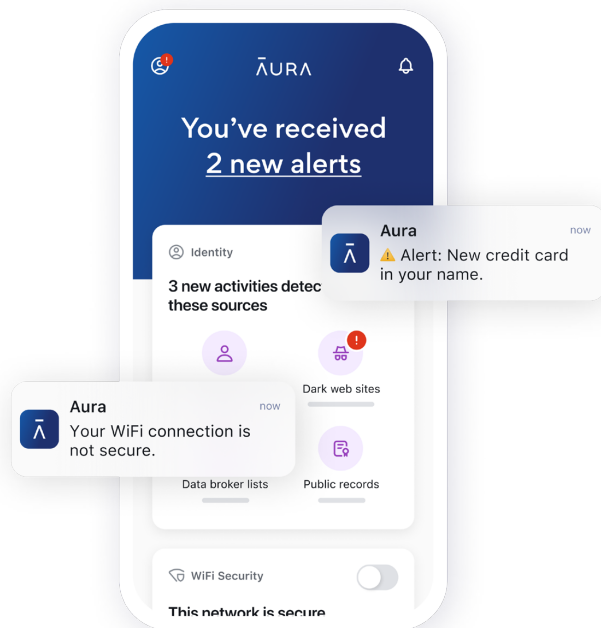 ĀURA
You've received
2 new alerts
Aura
now
⚠ Alert: New credit card
in your name.
Identity
3 new activities detec
these sources
Dark web sites
Aura
now
Your WiFi connection is
not secure.
Data broker lists
Public records
WiFi Security
This network is secure